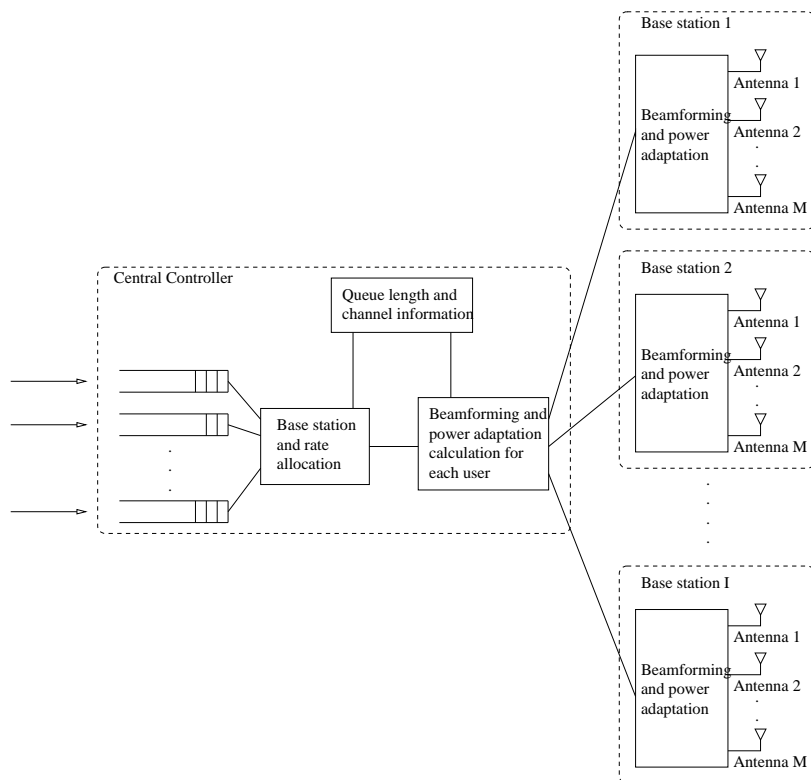 Base station 1
Beamforming
and power
adaptation
Antenna 1
Antenna 2
Antenna M
Central Controller
Queue length and
channel information
Base station
and rate
allocation
Beamforming and
power adaptation
calculation for
each user
Base station 2
Beamforming
and power
adaptation
Antenna 1
Antenna 2
Antenna M
Base station I
Beamforming
and power
adaptation
Antenna 1
Antenna 2
Antenna M